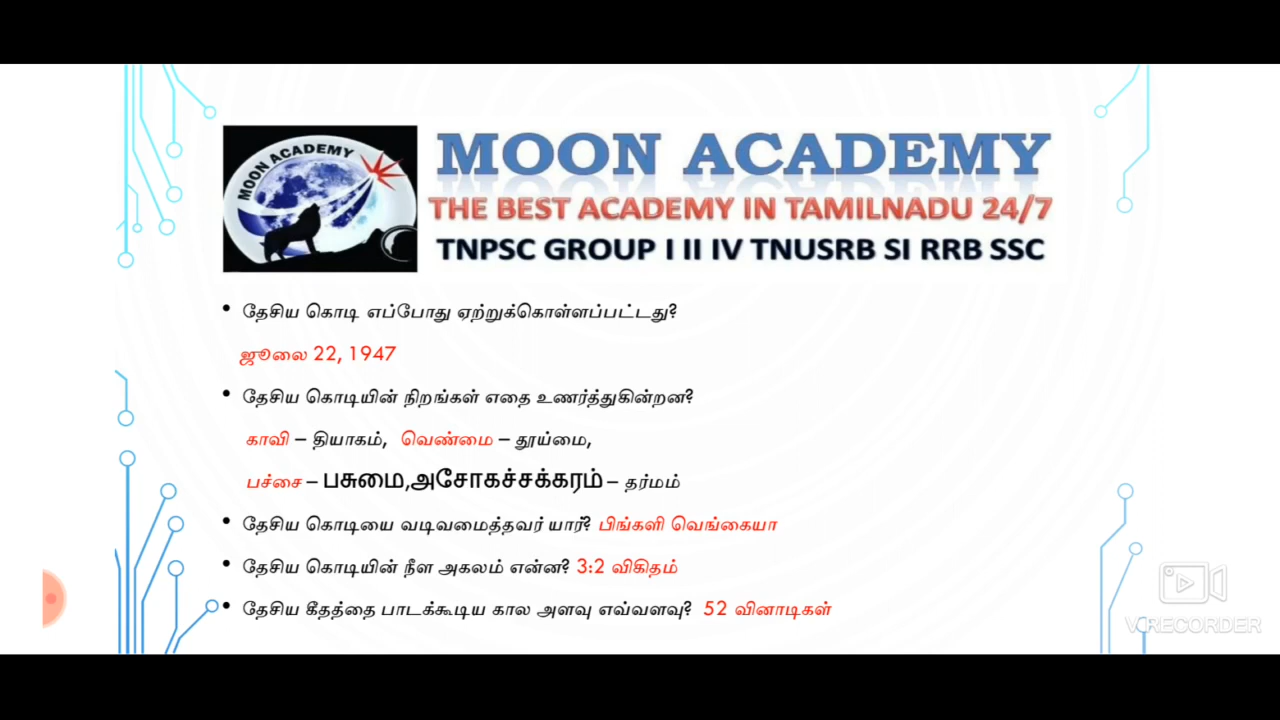 MOON ACADEMY
MOON ACADEMY
THE BEST ACADEMY IN TAMILNADU 24/7
TNPSC GROUP I II IV TNUSRB SI RRB SSC
• தேசிய கொடி எப்போது ஏற்றுக்கொள்ளப்பட்டது?
ஜூலை 22, 1947
• தேசிய கொடியின் நிறங்கள் எதை உணர்த்துகின்றன?
காவி – தியாகம், வெண்மை – தூய்மை,
பச்சை – பசுமை,அசோகச்சக்கரம் – தர்மம்
• தேசிய கொடியை வடிவமைத்தவர் யார்? பிங்களி வெங்கையா
• தேசிய கொடியின் நீள அகலம் என்ன? 3:2 விகிதம்
• தேசிய கீதத்தை பாடக்கூடிய கால அளவு எவ்வளவு? 52 வினாடிகள்
V RECORDER